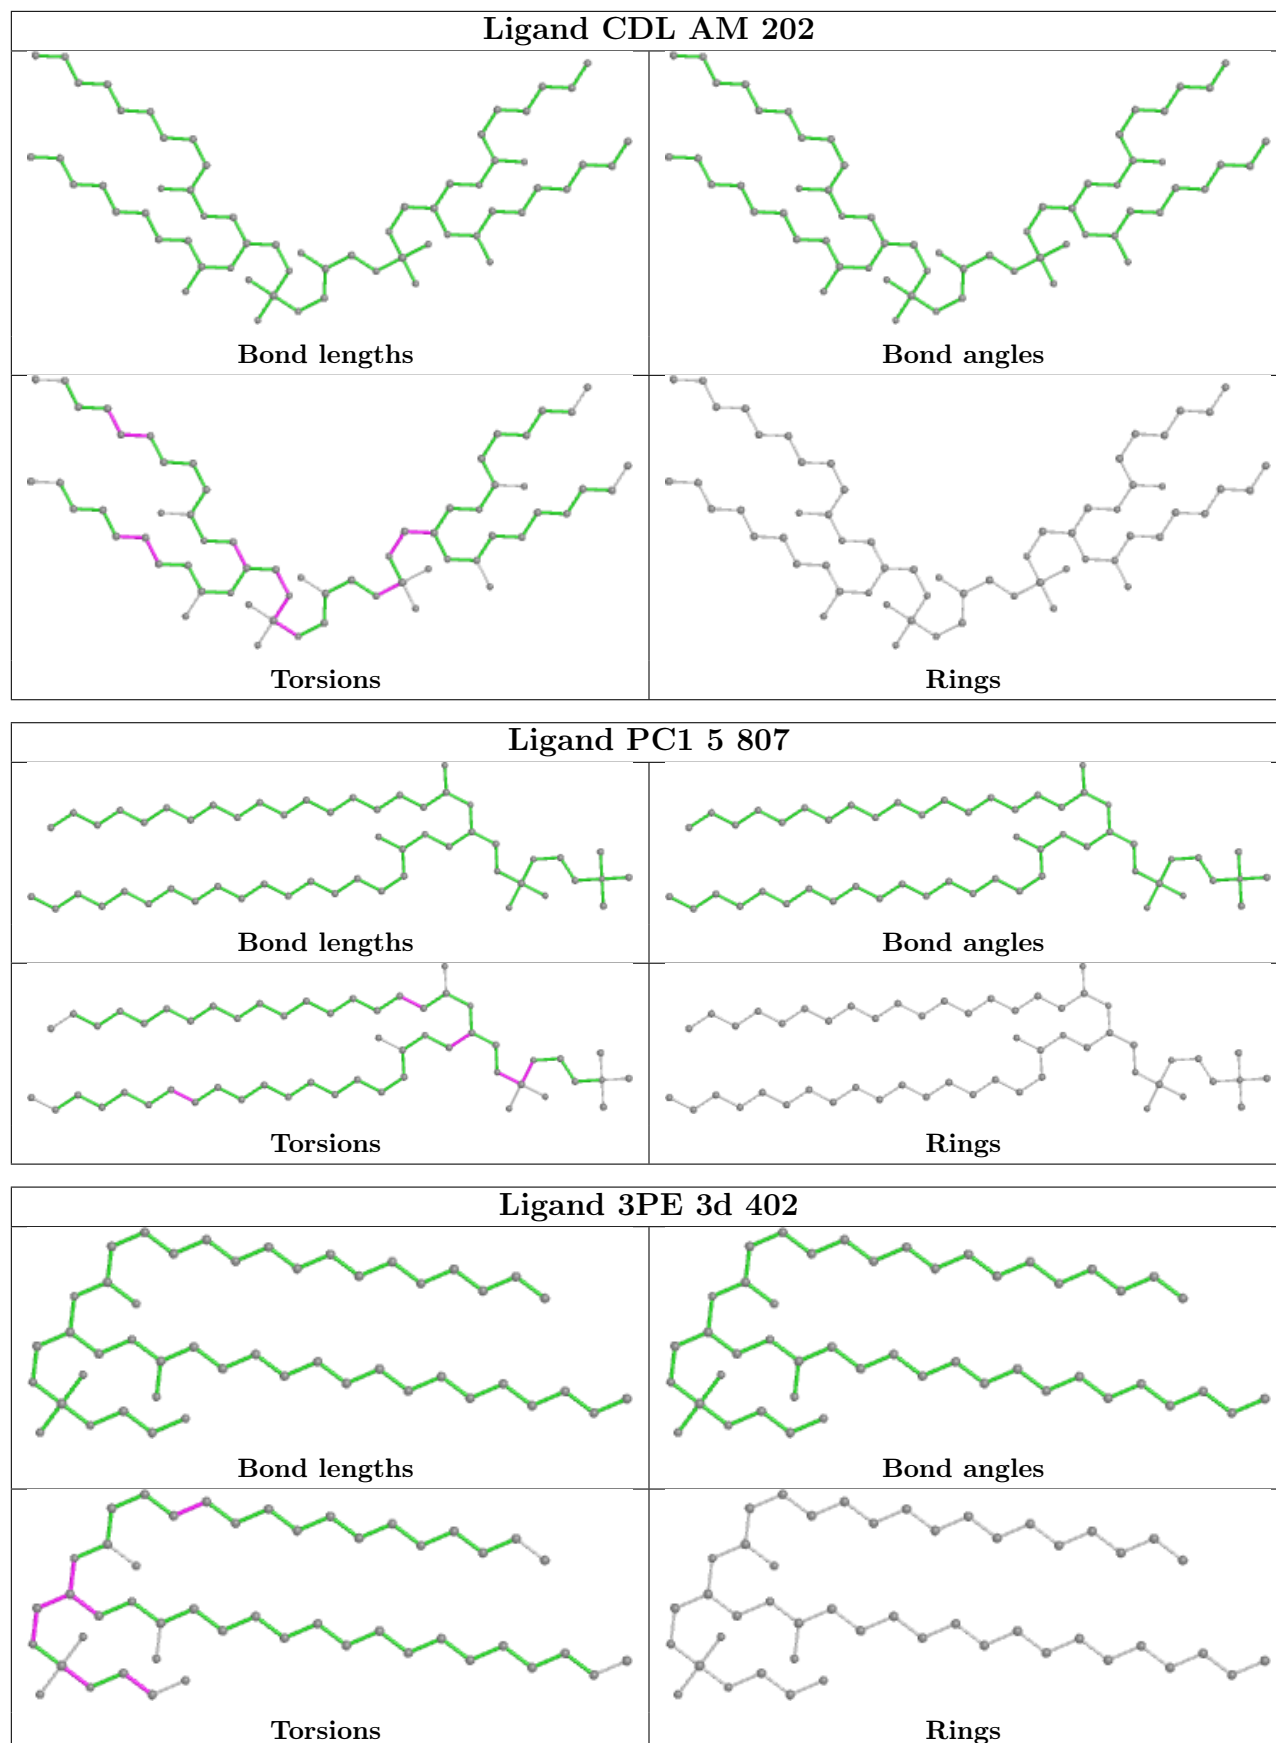 Ligand CDL AM 202
Bond lengths
Bond angles
Torsions
Rings
Ligand PC1 5 807
Bond lengths
Bond angles
Torsions
Rings
Ligand 3PE 3d 402
Bond lengths
Bond angles
Torsions
Rings